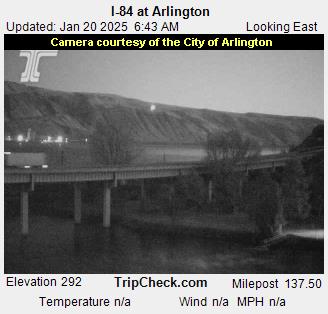 I-84 at Arlington
Updated: Jan 20 2025 6:43 AM Looking East
Camera courtesy of the City of Arlington
Elevation 292 TripCheck.com Milepost 137.50
Temperature n/a Wind n/a MPH n/a